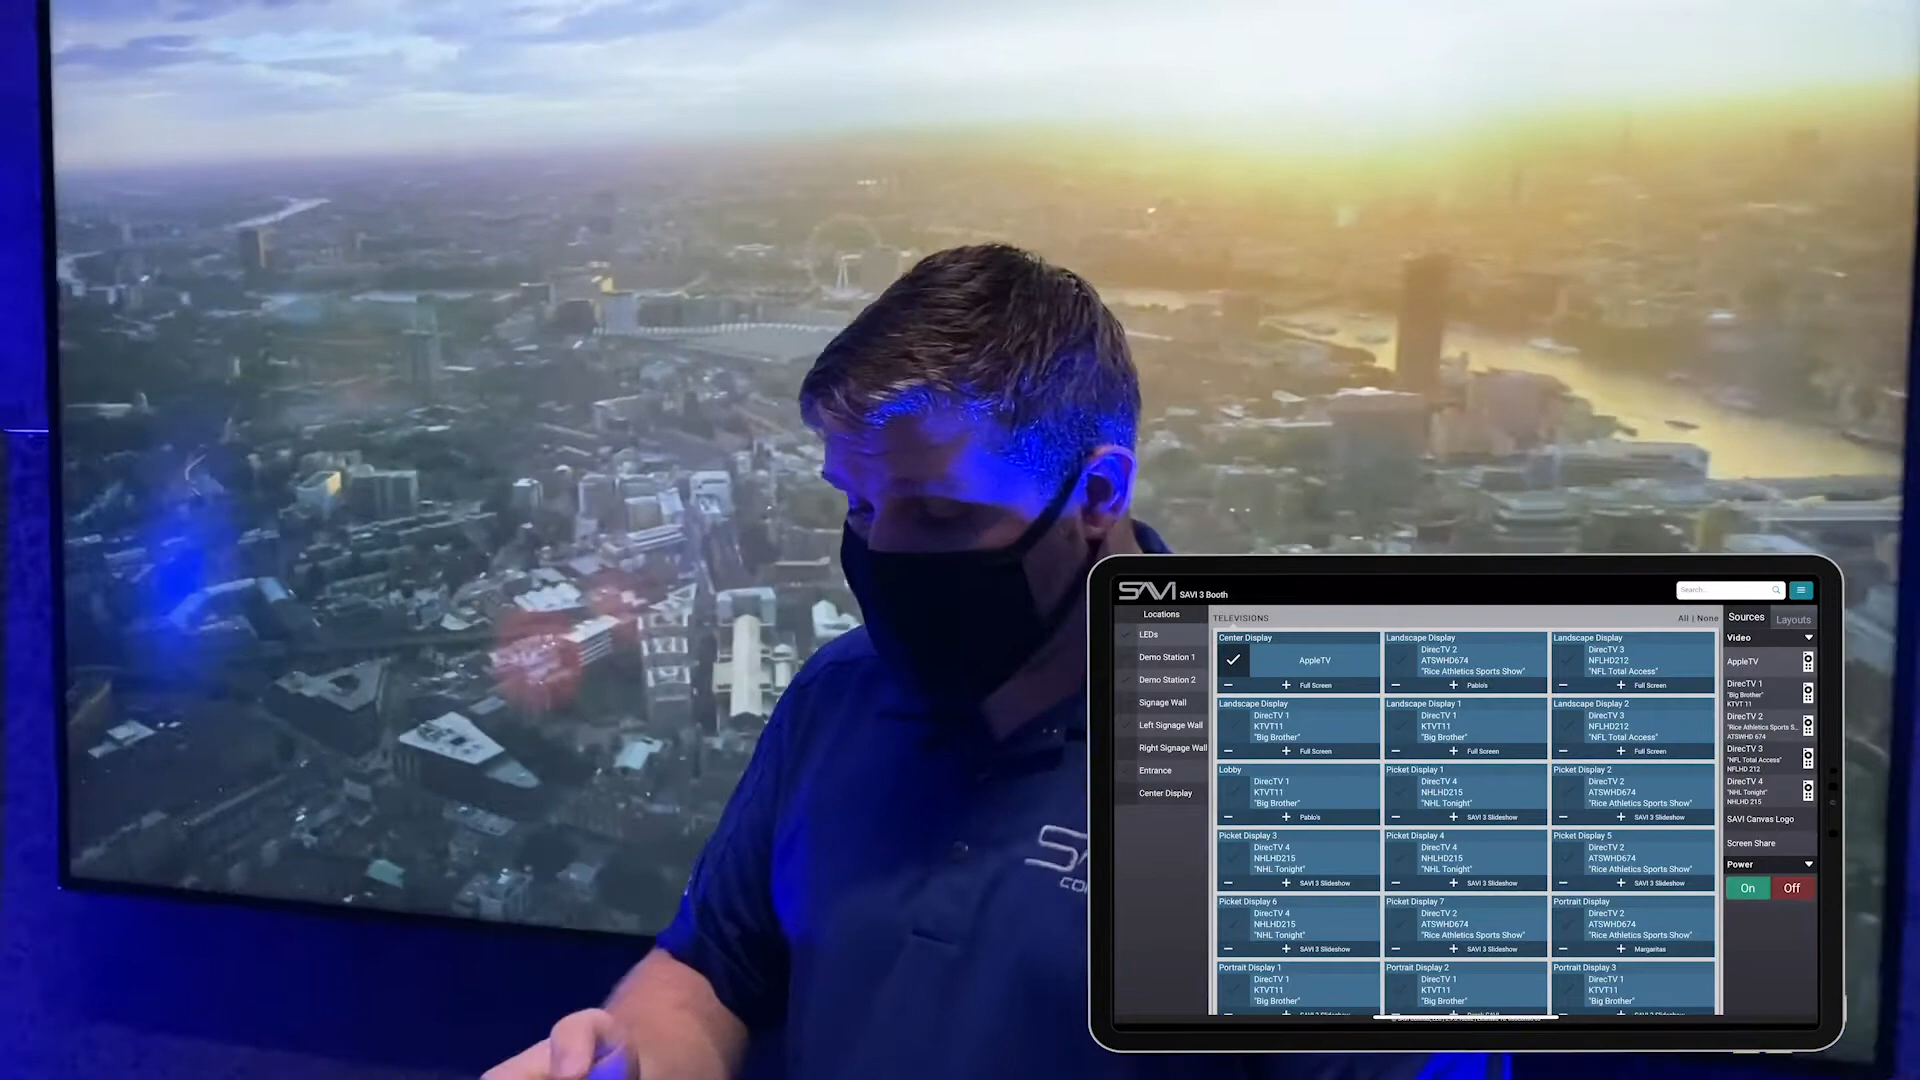 SAVI SAVI 3 Booth
Search...
Locations
LEDs
Demo Station 1
Demo Station 2
Signage Wall
Left Signage Wall
Right Signage Wall
Entrance
Center Display
TELEVISIONS
All | None
Center Display
AppleTV
Full Screen
Landscape Display
DirecTV 2
ATSWHD674
"Rice Athletics Sports Show"
Pablo's
Landscape Display
DirecTV 3
NFLHD212
"NFL Total Access"
Full Screen
Landscape Display
DirecTV 1
KTVT11
"Big Brother"
Full Screen
Landscape Display 1
DirecTV 1
KTVT11
"Big Brother"
Full Screen
Landscape Display 2
DirecTV 3
NFLHD212
"NFL Total Access"
Full Screen
Lobby
DirecTV 1
KTVT11
"Big Brother"
Pablo's
Picket Display 1
DirecTV 4
NHLHD215
"NHL Tonight"
SAVI 3 Slideshow
Picket Display 2
DirecTV 2
ATSWHD674
"Rice Athletics Sports Show"
SAVI 3 Slideshow
Picket Display 3
DirecTV 4
NHLHD215
"NHL Tonight"
SAVI 3 Slideshow
Picket Display 4
DirecTV 4
NHLHD215
"NHL Tonight"
SAVI 3 Slideshow
Picket Display 5
DirecTV 2
ATSWHD674
"Rice Athletics Sports Show"
SAVI 3 Slideshow
Picket Display 6
DirecTV 4
NHLHD215
"NHL Tonight"
SAVI 3 Slideshow
Picket Display 7
DirecTV 2
ATSWHD674
"Rice Athletics Sports Show"
SAVI 3 Slideshow
Portrait Display
DirecTV 2
ATSWHD674
"Rice Athletics Sports Show"
Margaritas
Portrait Display 1
DirecTV 1
KTVT11
"Big Brother"
Portrait Display 2
DirecTV 1
KTVT11
"Big Brother"
Portrait Display 3
DirecTV 1
KTVT11
"Big Brother"
Sources
Layouts
Video
AppleTV
DirecTV 1
"Big Brother"
KTVT 11
DirecTV 2
"Rice Athletics Sports S...
ATSWHD 674
DirecTV 3
"NFL Total Access"
NFLHD 212
DirecTV 4
"NHL Tonight"
NHLHD 215
SAVI Canvas Logo
Screen Share
Power
On
Off